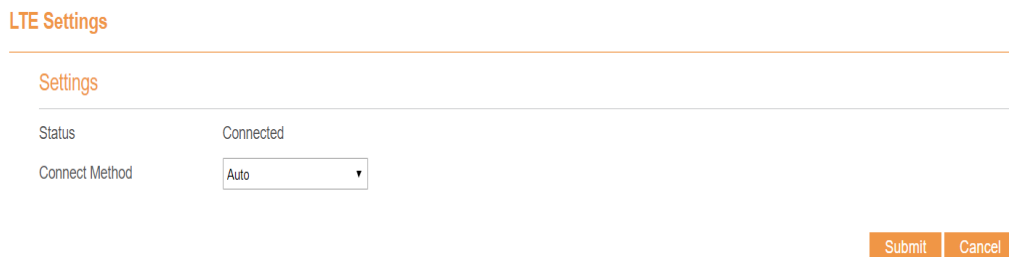 LTE Settings
Settings
Status Connected
Connect Method Auto
Submit Cancel